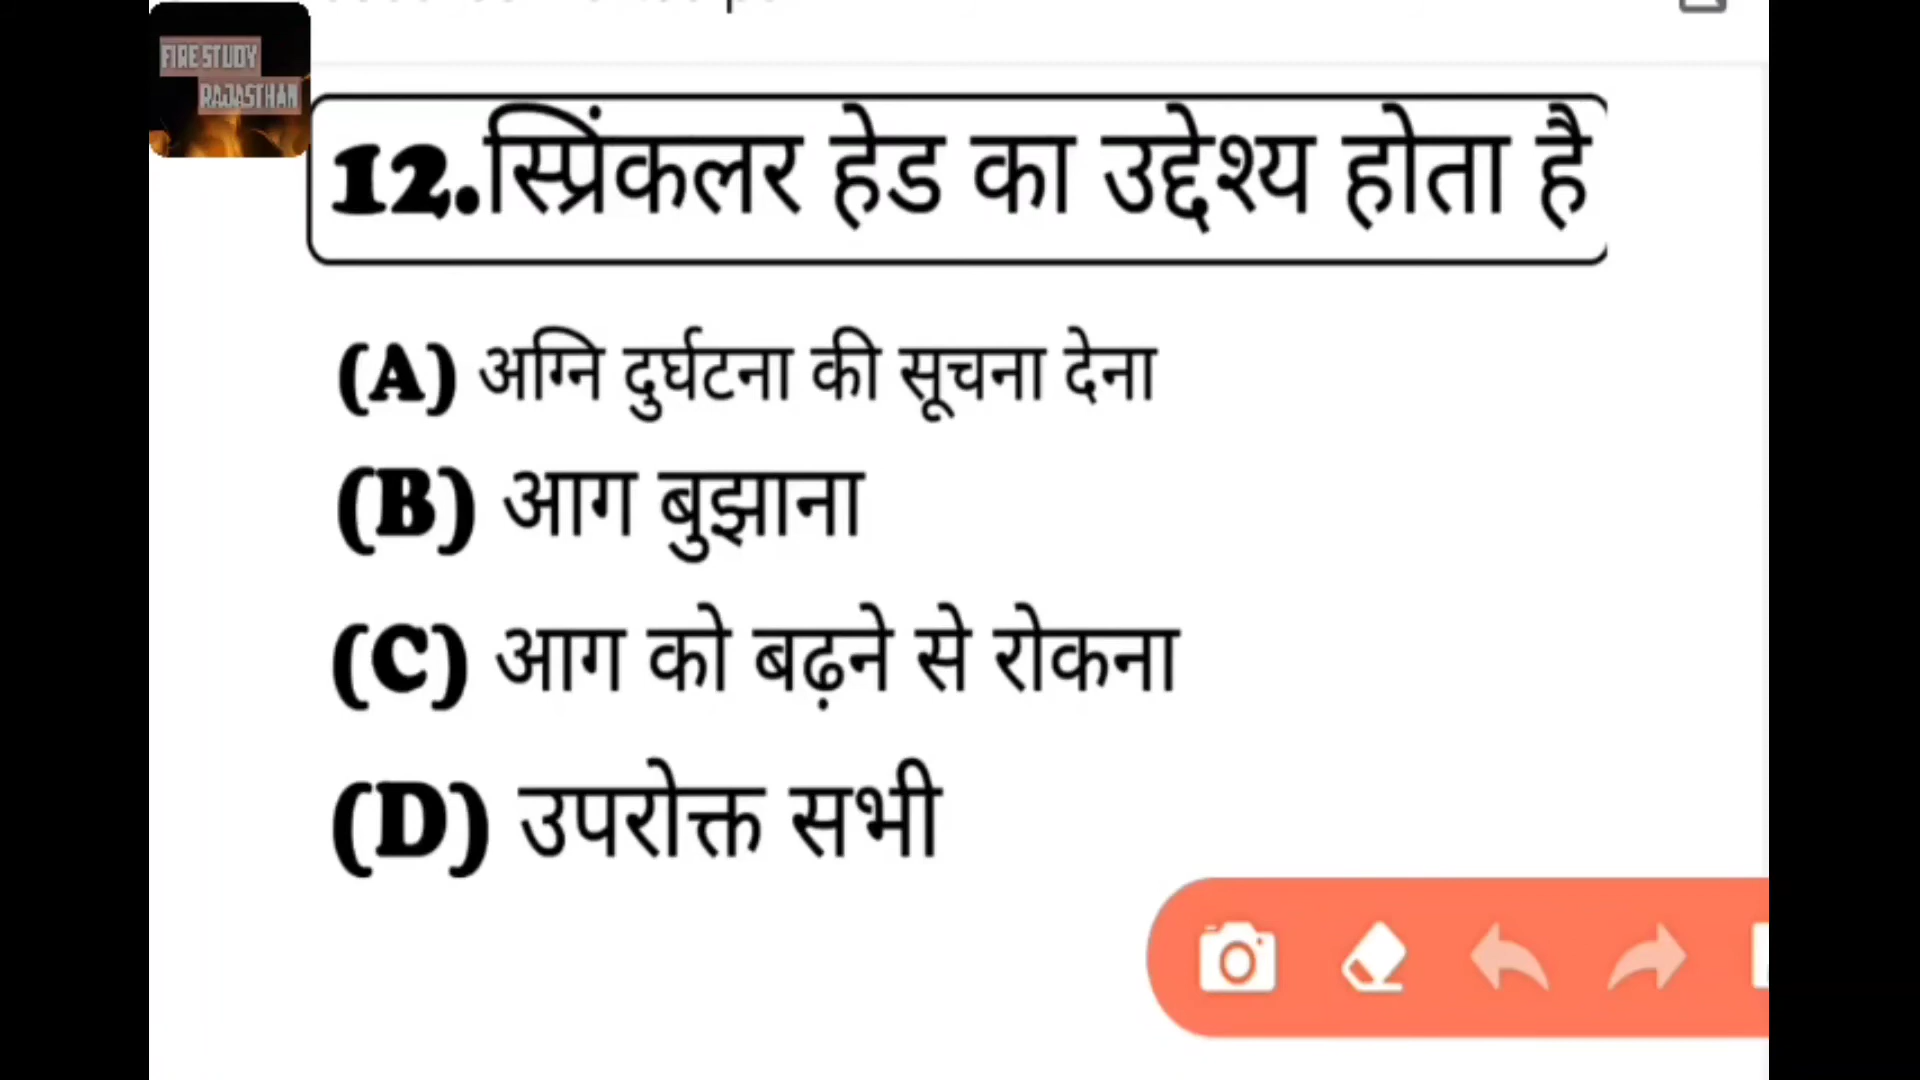 FIRE STUDY
RAJASTHAN
12.स्प्रिंकलर हेड का उद्देश्य होता है
(A) अग्नि दुर्घटना की सूचना देना
(B) आग बुझाना
(C) आग को बढ़ने से रोकना
(D) उपरोक्त सभी